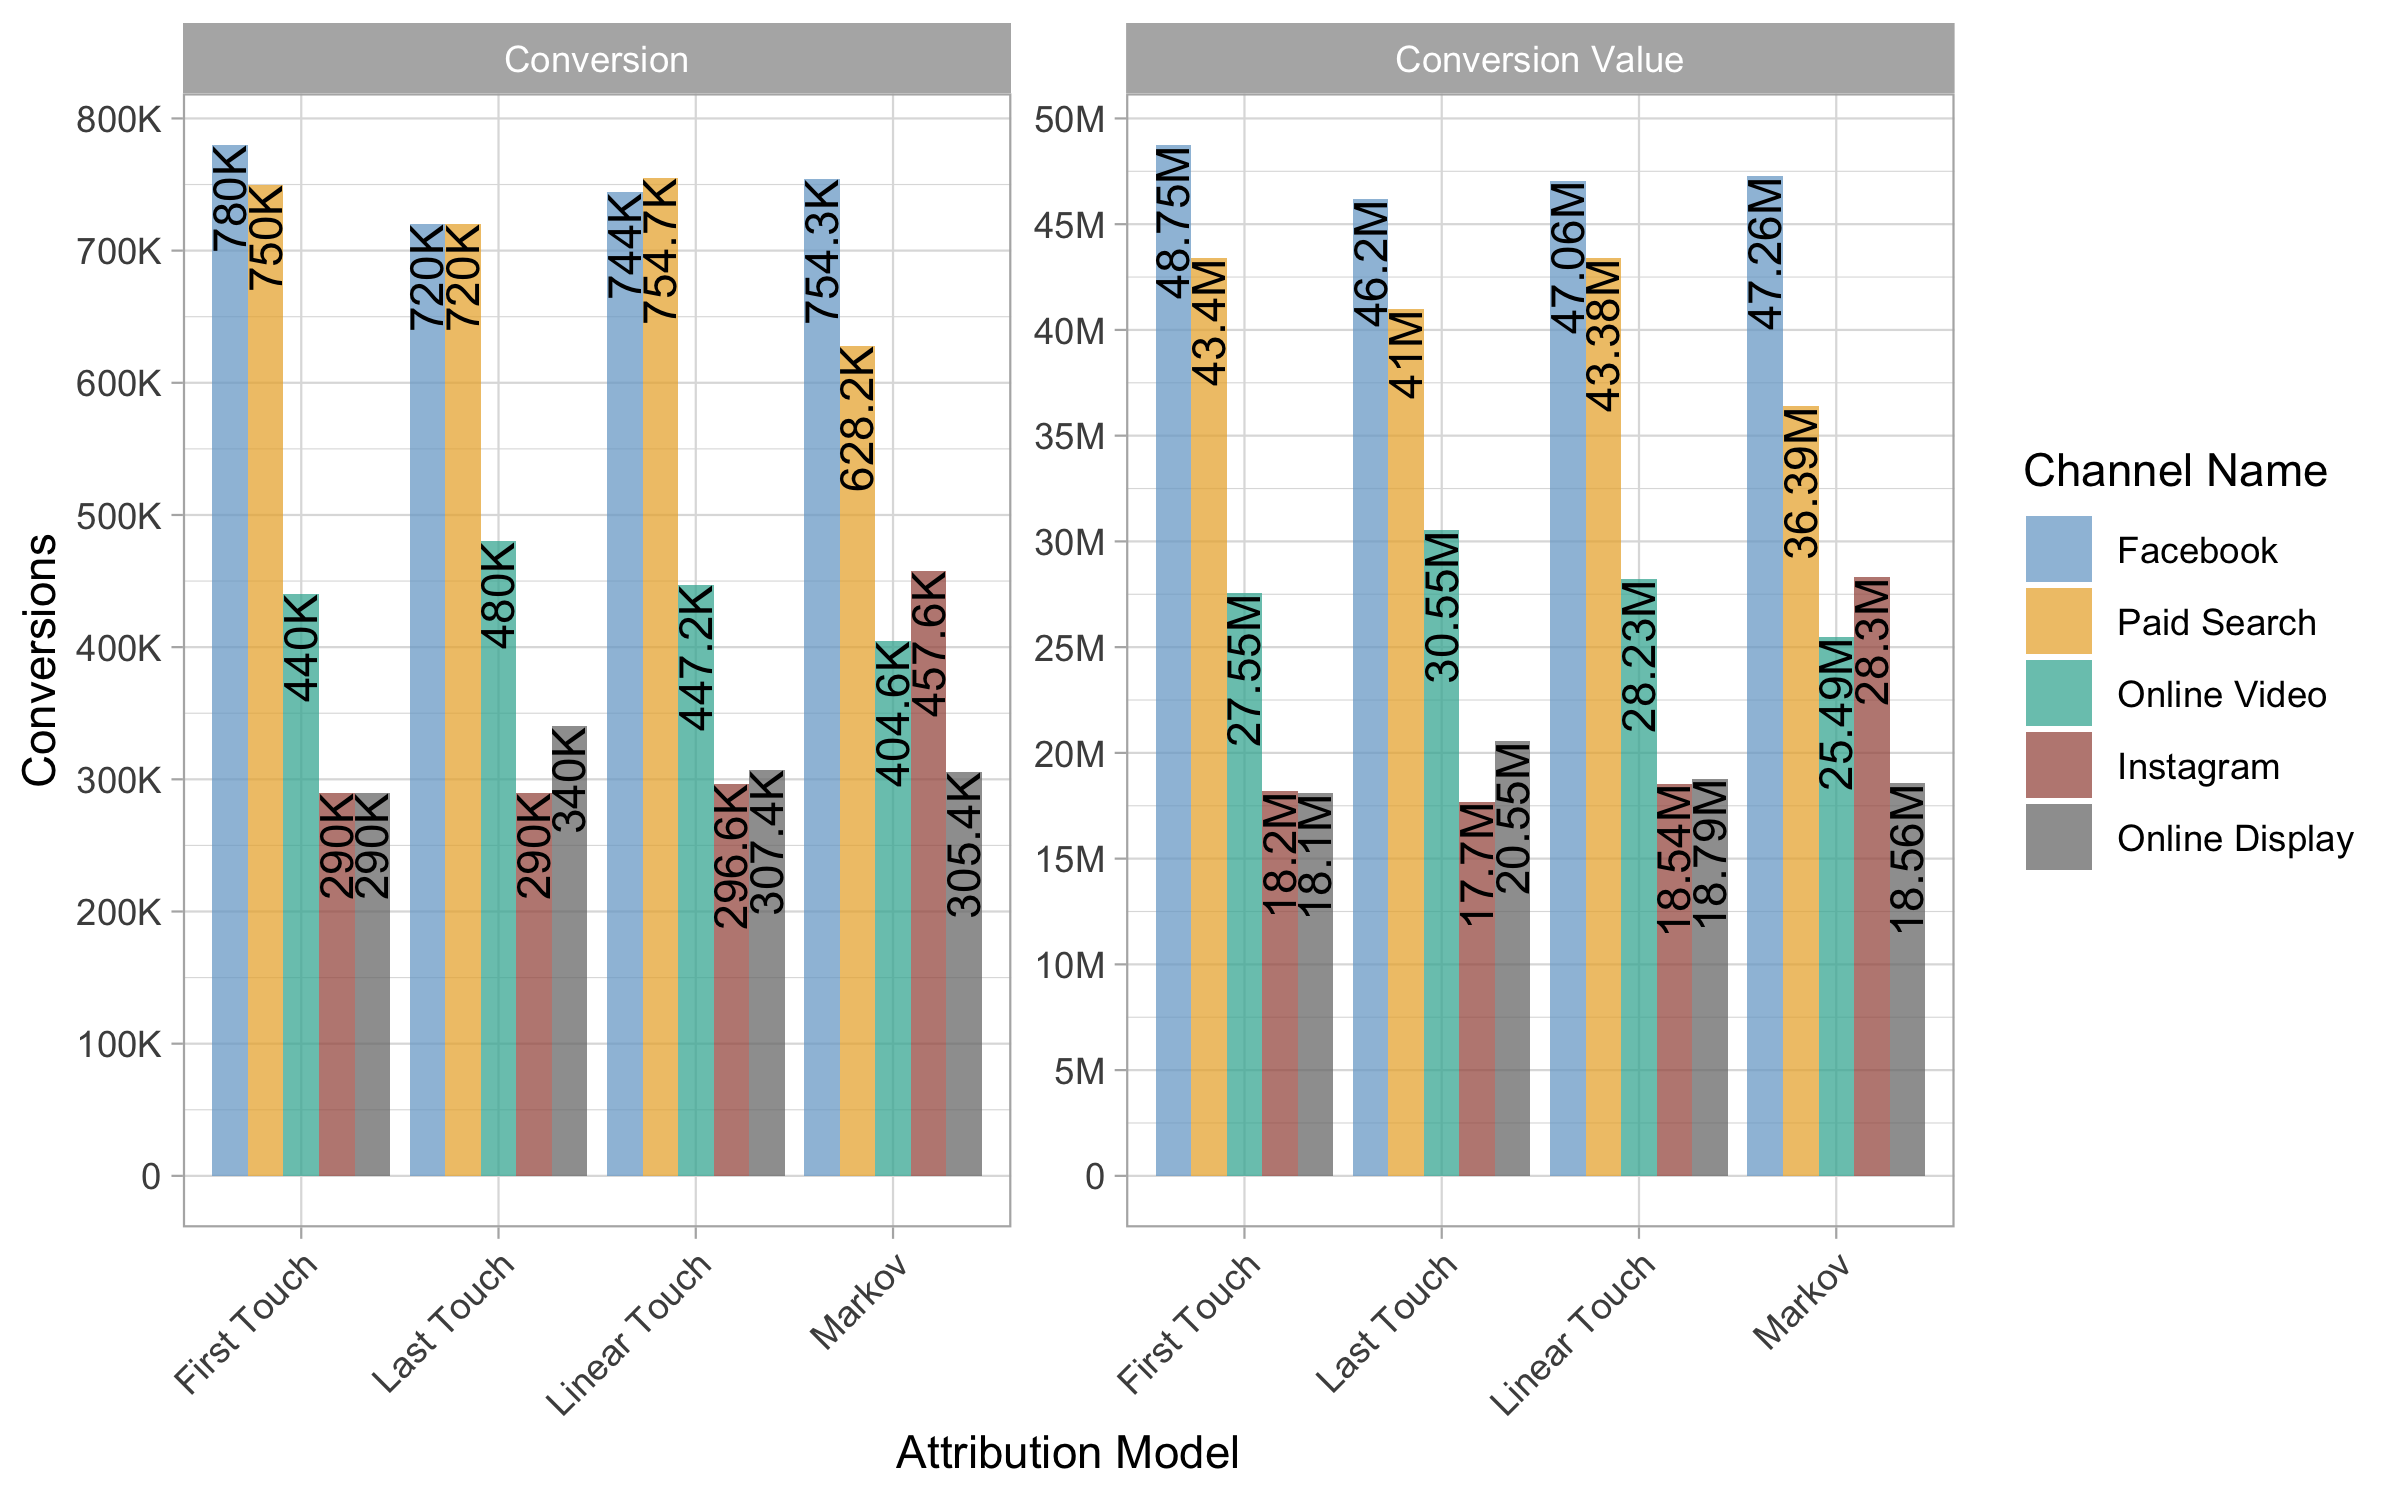 Conversion
Conversion Value
Conversions
800K
700K
600K
500K
400K
300K
200K
100K
0
780K
750K
440K
290K
290K
720K
720K
480K
290K
340K
744K
754.7K
447.2K
296.6K
307.4K
754.3K
628.2K
404.6K
457.6K
305.4K
First Touch
Last Touch
Linear Touch
Markov
50M
45M
40M
35M
30M
25M
20M
15M
10M
5M
0
48.75M
43.4M
27.55M
18.2M
18.1M
46.2M
41M
30.55M
17.7M
20.55M
47.06M
43.38M
28.23M
18.54M
18.79M
47.26M
36.39M
25.49M
28.3M
18.56M
First Touch
Last Touch
Linear Touch
Markov
Attribution Model
Channel Name
Facebook
Paid Search
Online Video
Instagram
Online Display